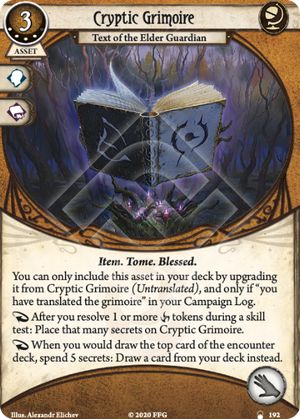 3
Cryptic Grimoire
ASSET
Text of the Elder Guardian
Item. Tome. Blessed.
You can only include this asset in your deck by upgrading
it from Cryptic Grimoire (Untranslated), and only if "you
have translated the grimoire" in your Campaign Log.
After you resolve 1 or more tokens during a skill
test: Place that many secrets on Cryptic Grimoire.
When you would draw the top card of the encounter
deck, spend 5 secrets: Draw a card from your deck instead.
Illus. Alexandr Elichev
© 2020 FFG
192